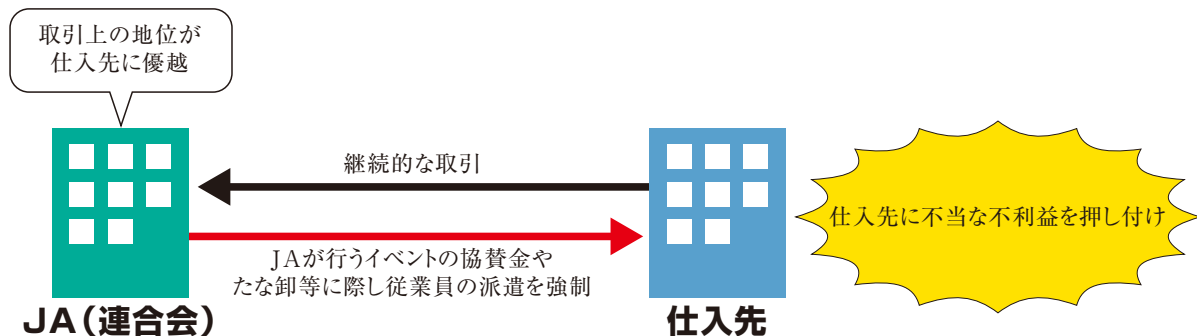 取引上の地位が
仕入先に優越
継続的な取引
JAが行うイベントの協賛金や
たな卸等に際し従業員の派遣を強制
仕入先に不当な不利益を押し付け
JA(連合会)
仕入先